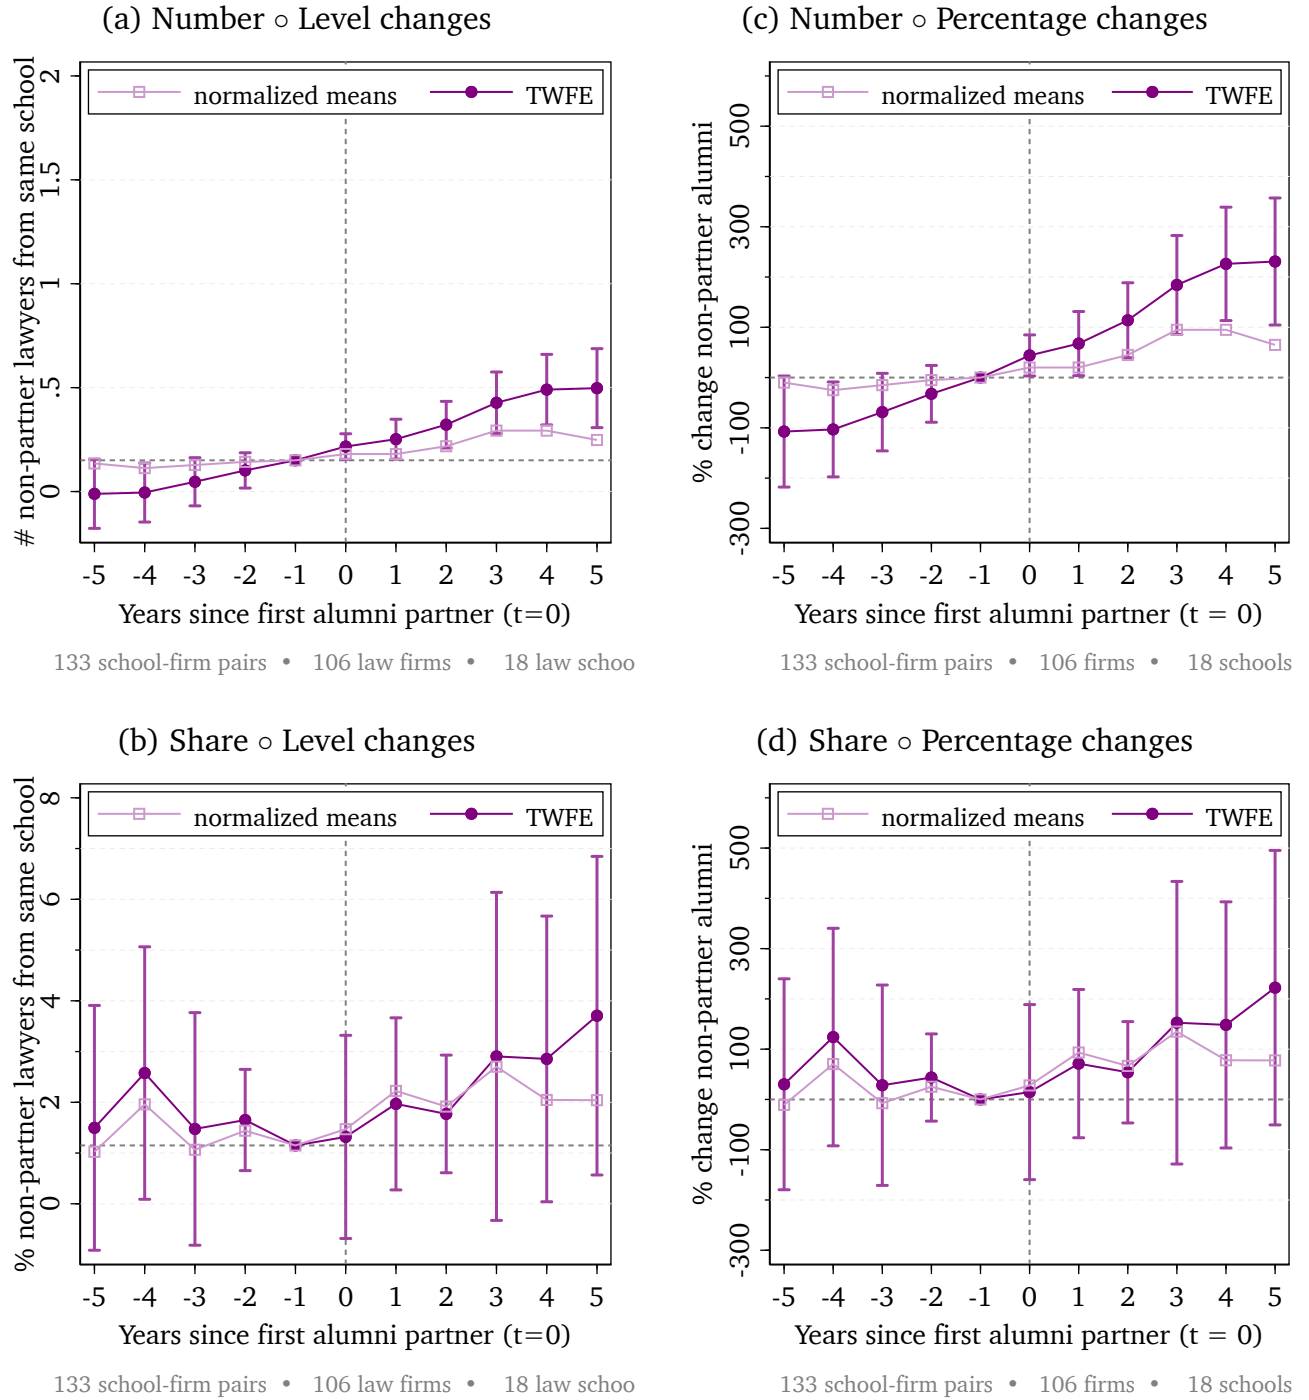 (a) Number ∘ Level changes
# non-partner lawyers from same school
2
1.5
1
.5
0
normalized means
TWFE
-5 -4 -3 -2 -1 0 1 2 3 4 5
Years since first alumni partner (t=0)
133 school-firm pairs • 106 law firms • 18 law schoo
(c) Number ∘ Percentage changes
% change non-partner alumni
500
300
100
-100
-300
normalized means
TWFE
-5 -4 -3 -2 -1 0 1 2 3 4 5
Years since first alumni partner (t = 0)
133 school-firm pairs • 106 firms • 18 schools
(b) Share ∘ Level changes
% non-partner lawyers from same school
8
6
4
2
0
normalized means
TWFE
-5 -4 -3 -2 -1 0 1 2 3 4 5
Years since first alumni partner (t=0)
133 school-firm pairs • 106 law firms • 18 law schoo
(d) Share ∘ Percentage changes
% change non-partner alumni
500
300
100
-100
-300
normalized means
TWFE
-5 -4 -3 -2 -1 0 1 2 3 4 5
Years since first alumni partner (t = 0)
133 school-firm pairs • 106 firms • 18 schools